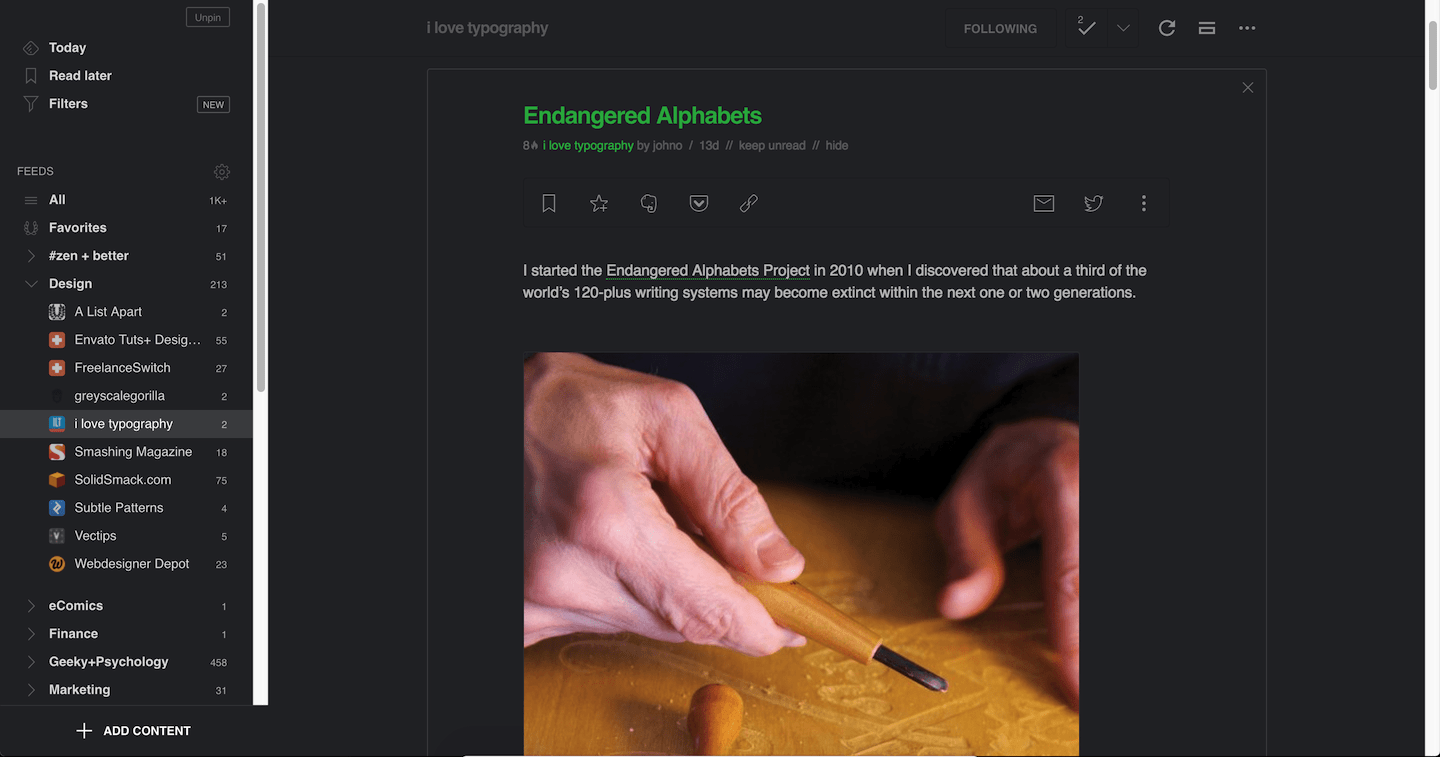 Unpin
Today
Read later
Filters NEW
FEEDS
All 1K+
Favorites 17
#zen + better 51
Design 213
A List Apart 2
Envato Tuts+ Desig... 55
FreelanceSwitch 27
greyscalegorilla 2
i love typography 2
Smashing Magazine 18
SolidSmack.com 75
Subtle Patterns 4
Vectips 5
Webdesigner Depot 23
eComics 1
Finance 1
Geeky+Psychology 458
Marketing 31
ADD CONTENT
i love typography FOLLOWING 2
Endangered Alphabets
8 i love typography by johno / 13d // keep unread // hide
I started the Endangered Alphabets Project in 2010 when I discovered that about a third of the
world’s 120-plus writing systems may become extinct within the next one or two generations.